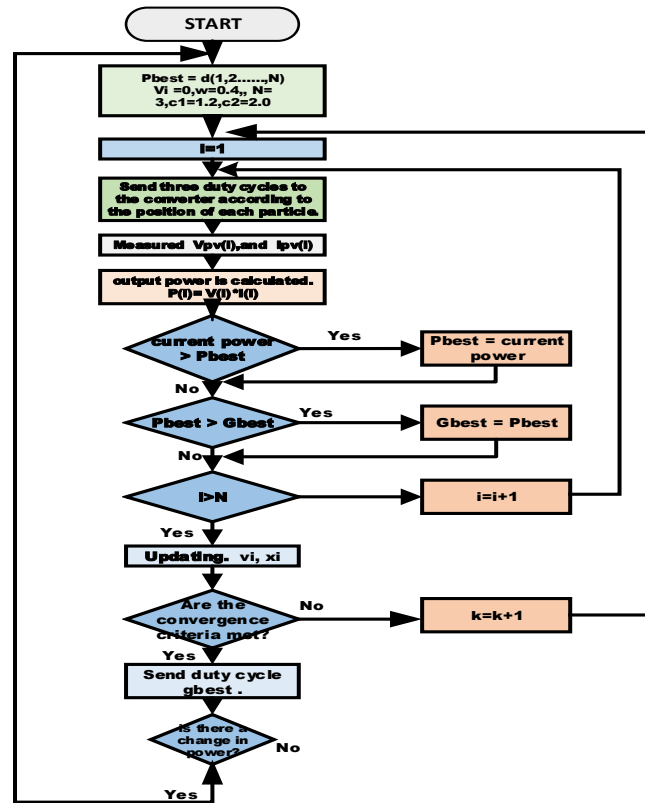 START
Pbest = d(1,2......,N)
Vi =0,w=0.4,, N=
3,c1=1.2,c2=2.0
I=1
Send three duty cycles to
the converter according to
the position of each particle.
Measured Vpv(I),and Ipv(I)
output power is calculated.
P(I)= V(I)*I(I)
current power
> Pbest
Yes
Pbest = current
power
No
Pbest > Gbest
Yes
Gbest = Pbest
No
I>N
i=i+1
Yes
Updating. vi, xi
Are the
convergence
criteria met?
No
k=k+1
Yes
Send duty cycle
gbest .
is there a
change in
power?
No
Yes